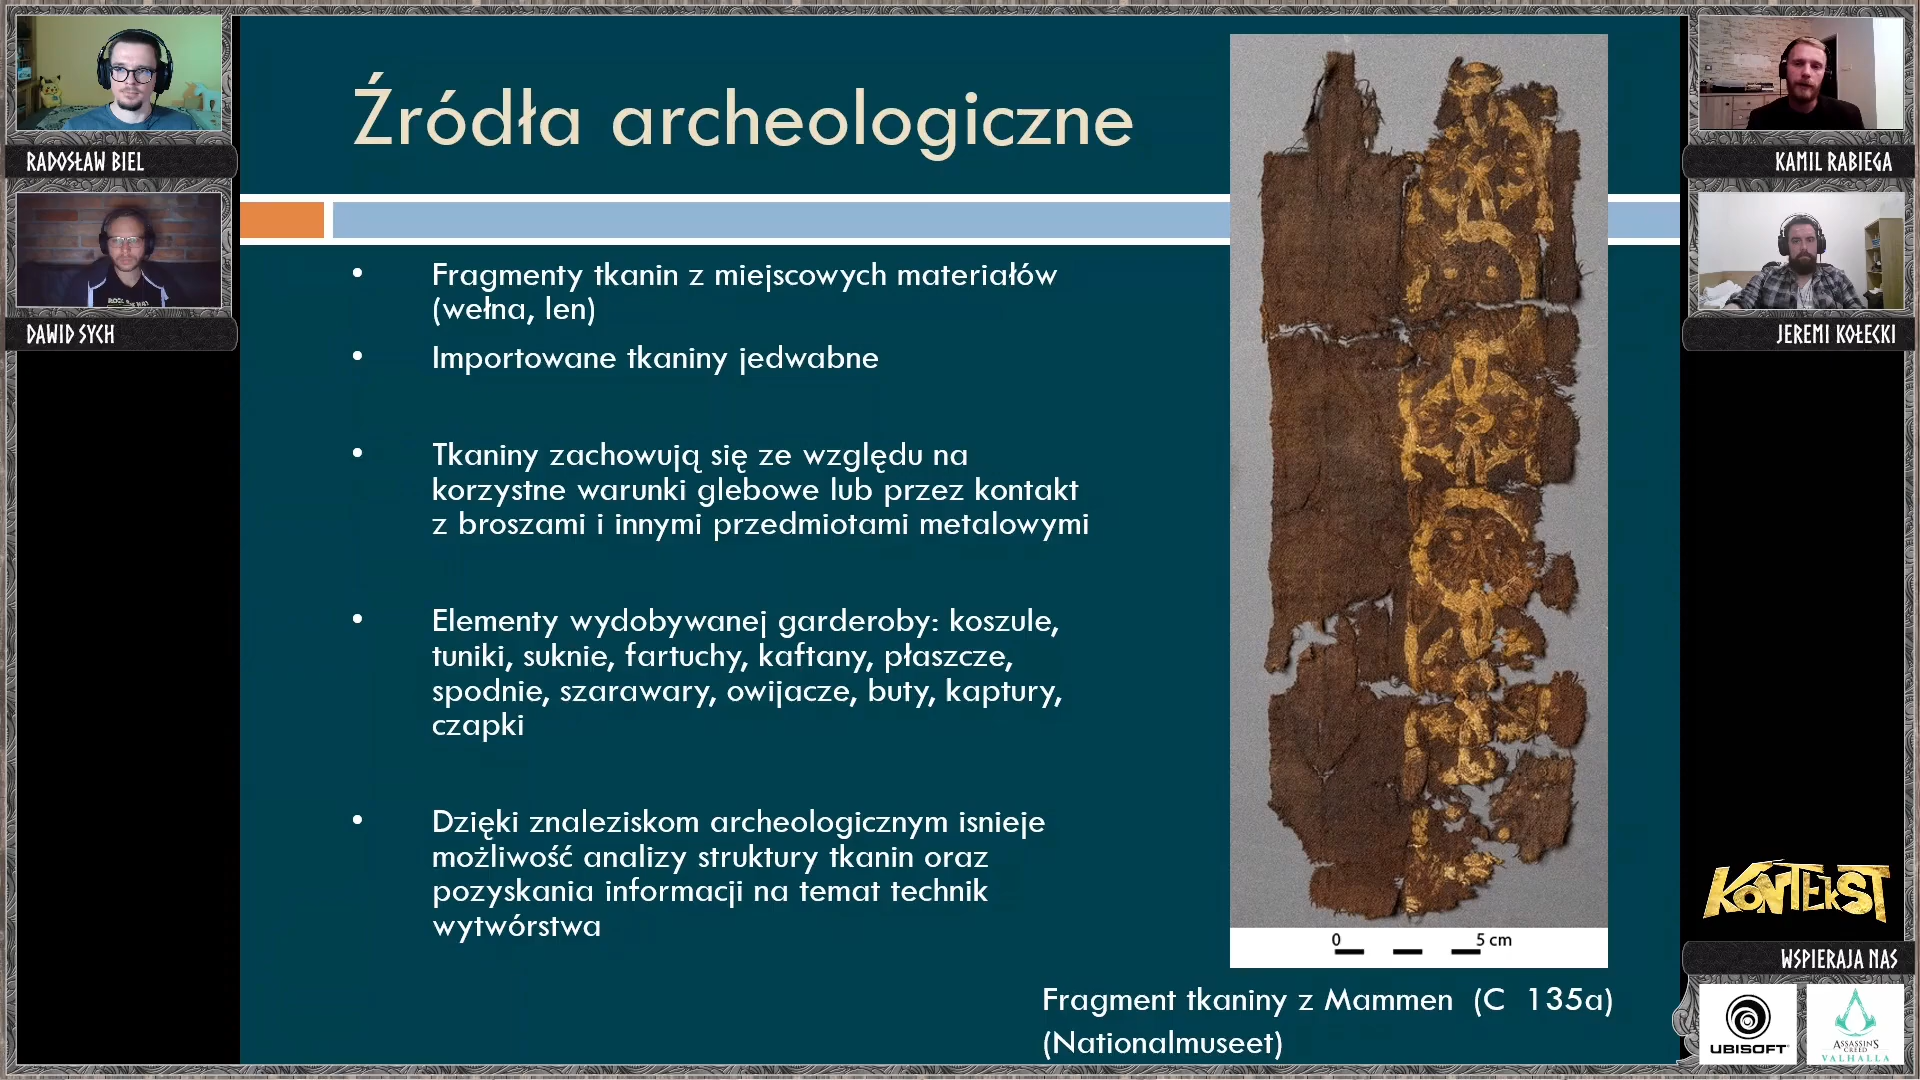 Źródła archeologiczne
RADOSŁAW BIEL
DAWID SYCH
KAMIL RABIEGA
JEREMI KOŁECKI
• Fragmenty tkanin z miejscowych materiałów
(wełna, len)
• Importowane tkaniny jedwabne
• Tkaniny zachowują się ze względu na
korzystne warunki glebowe lub przez kontakt
z broszami i innymi przedmiotami metalowymi
• Elementy wydobywanej garderoby: koszule,
tuniki, suknie, fartuchy, kaftany, płaszcze,
spodnie, szarawary, owijacze, buty, kaptury,
czapki
• Dzięki znaleziskom archeologicznym isnieje
możliwość analizy struktury tkanin oraz
pozyskania informacji na temat technik
wytwórstwa
0 5 cm
Fragment tkaniny z Mammen (C 135a)
(Nationalmuseet)
KONTEKST
WSPIERAJA NAS
UBISOFT
ASSASSIN'S
CREED
VALHALLA